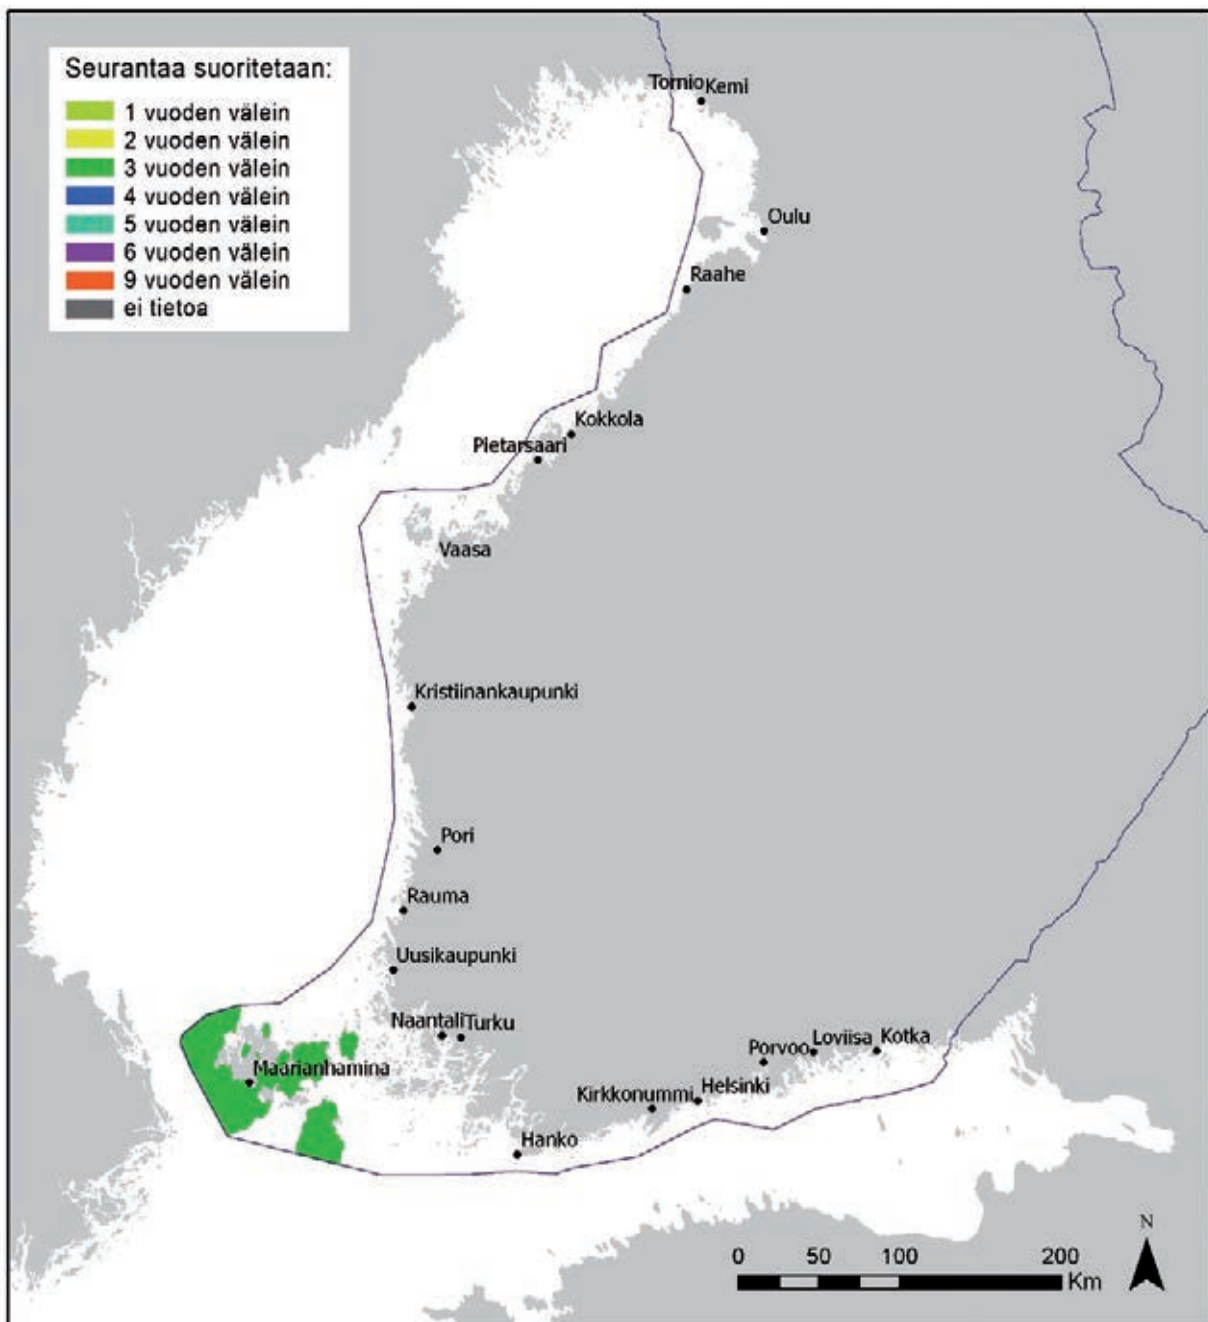 Seurantaa suoritetaan:
1 vuoden välein
2 vuoden välein
3 vuoden välein
4 vuoden välein
5 vuoden välein
6 vuoden välein
9 vuoden välein
ei tietoa
Tornio Kemi
Oulu
Raahe
Kokkola
Pietarsaari
Vaasa
Kristiinankaupunki
Pori
Rauma
Uusikaupunki
Naantali Turku
Maarianhamina
Porvoo Loviisa Kotka
Kirkkonummi Helsinki
Hanko
N
0 50 100 200
Km